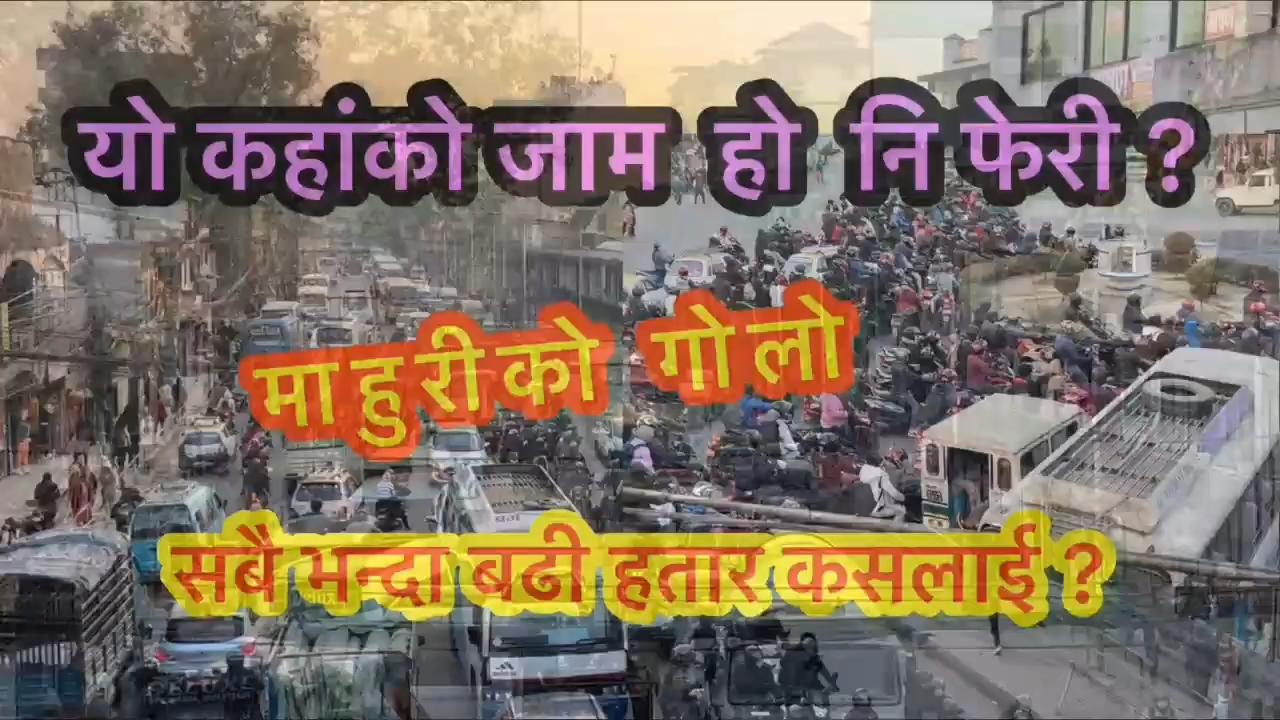 यो कहांको जाम हो नि फेरी ?
माहुरीको गोलो
सबै भन्दा बढी हतार कसलाई ?